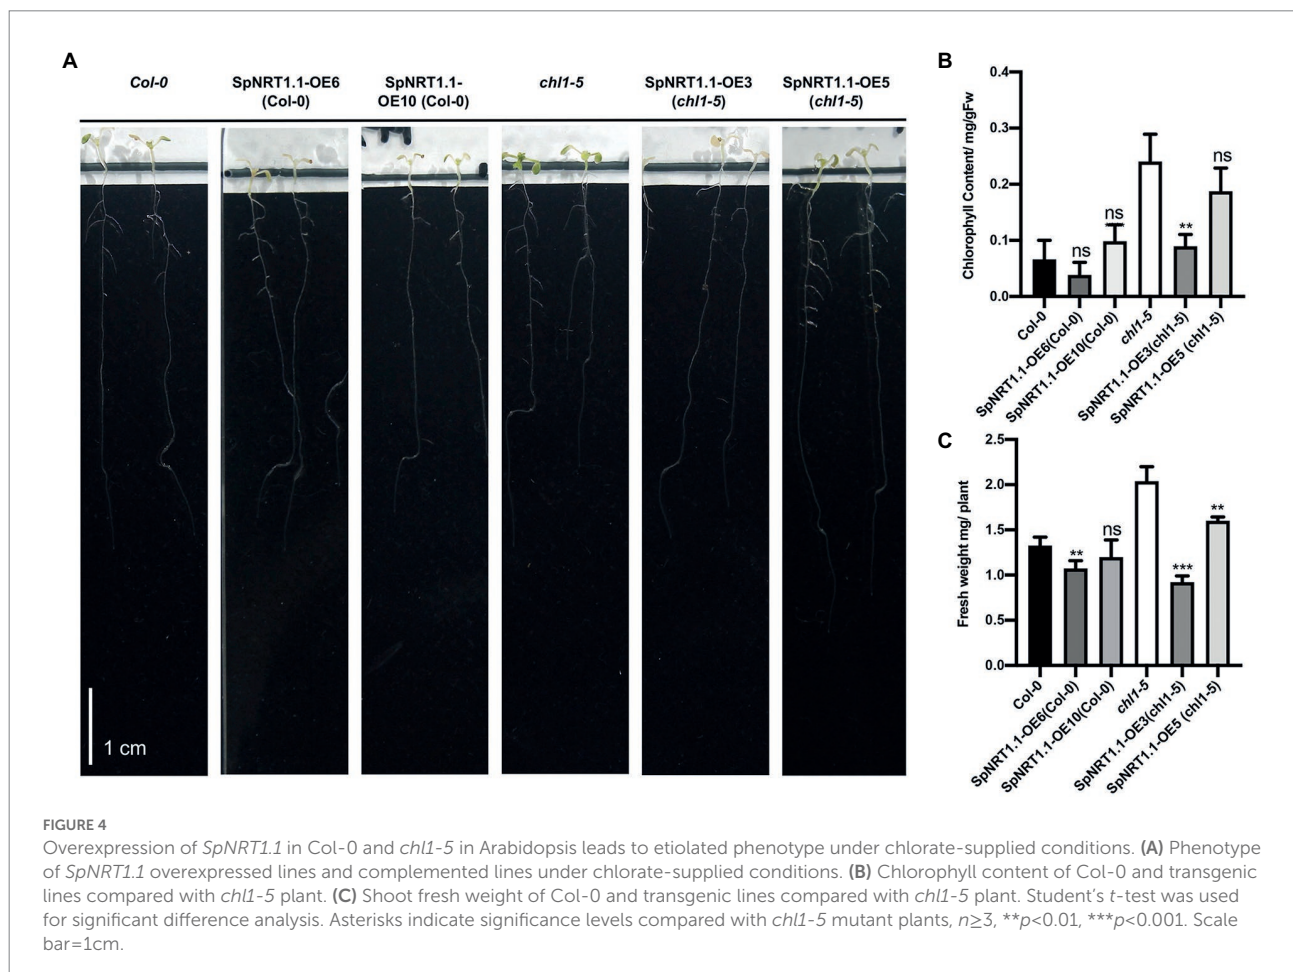 A
Col-0
SpNRT1.1-OE6
(Col-0)
SpNRT1.1-
OE10 (Col-0)
chl1-5
SpNRT1.1-OE3
(chl1-5)
SpNRT1.1-OE5
(chl1-5)
1 cm
B
Chlorophyll Content/ mg/gFw
0.4
0.3
0.2
0.1
0.0
ns
ns
**
ns
Col-0
SpNRT1.1-OE6(Col-0)
SpNRT1.1-OE10(Col-0)
chl1-5
SpNRT1.1-OE3(chl1-5)
SpNRT1.1-OE5 (chl1-5)
C
Fresh weight mg/ plant
2.5
2.0
1.5
1.0
0.5
0.0
**
ns
***
**
Col-0
SpNRT1.1-OE6(Col-0)
SpNRT1.1-OE10(Col-0)
chl1-5
SpNRT1.1-OE3(chl1-5)
SpNRT1.1-OE5 (chl1-5)
FIGURE 4
Overexpression of SpNRT1.1 in Col-0 and chl1-5 in Arabidopsis leads to etiolated phenotype under chlorate-supplied conditions. (A) Phenotype
of SpNRT1.1 overexpressed lines and complemented lines under chlorate-supplied conditions. (B) Chlorophyll content of Col-0 and transgenic
lines compared with chl1-5 plant. (C) Shoot fresh weight of Col-0 and transgenic lines compared with chl1-5 plant. Student's t-test was used
for significant difference analysis. Asterisks indicate significance levels compared with chl1-5 mutant plants, n≥3, **p<0.01, ***p<0.001. Scale
bar=1cm.